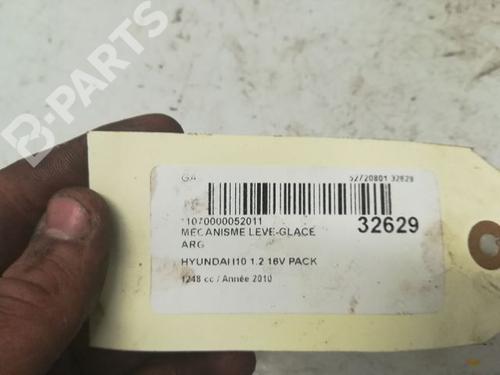 B-PARTS
GA 52720801 32629
11070000052011
MECANISME LEVE-GLACE
ARG
32629
HYUNDAI I10 1.2 16V PACK
1248 cc / Année 2010